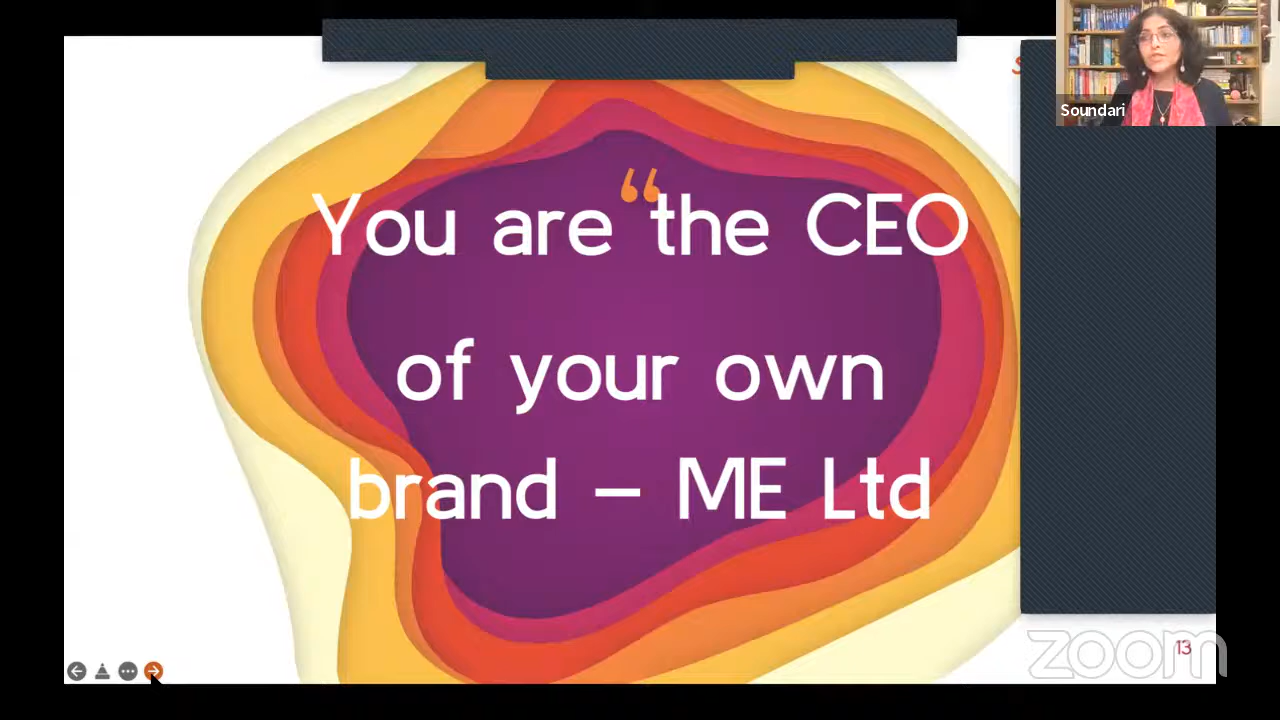 Soundari
“
You are the CEO
of your own
brand – ME Ltd
13
zoom